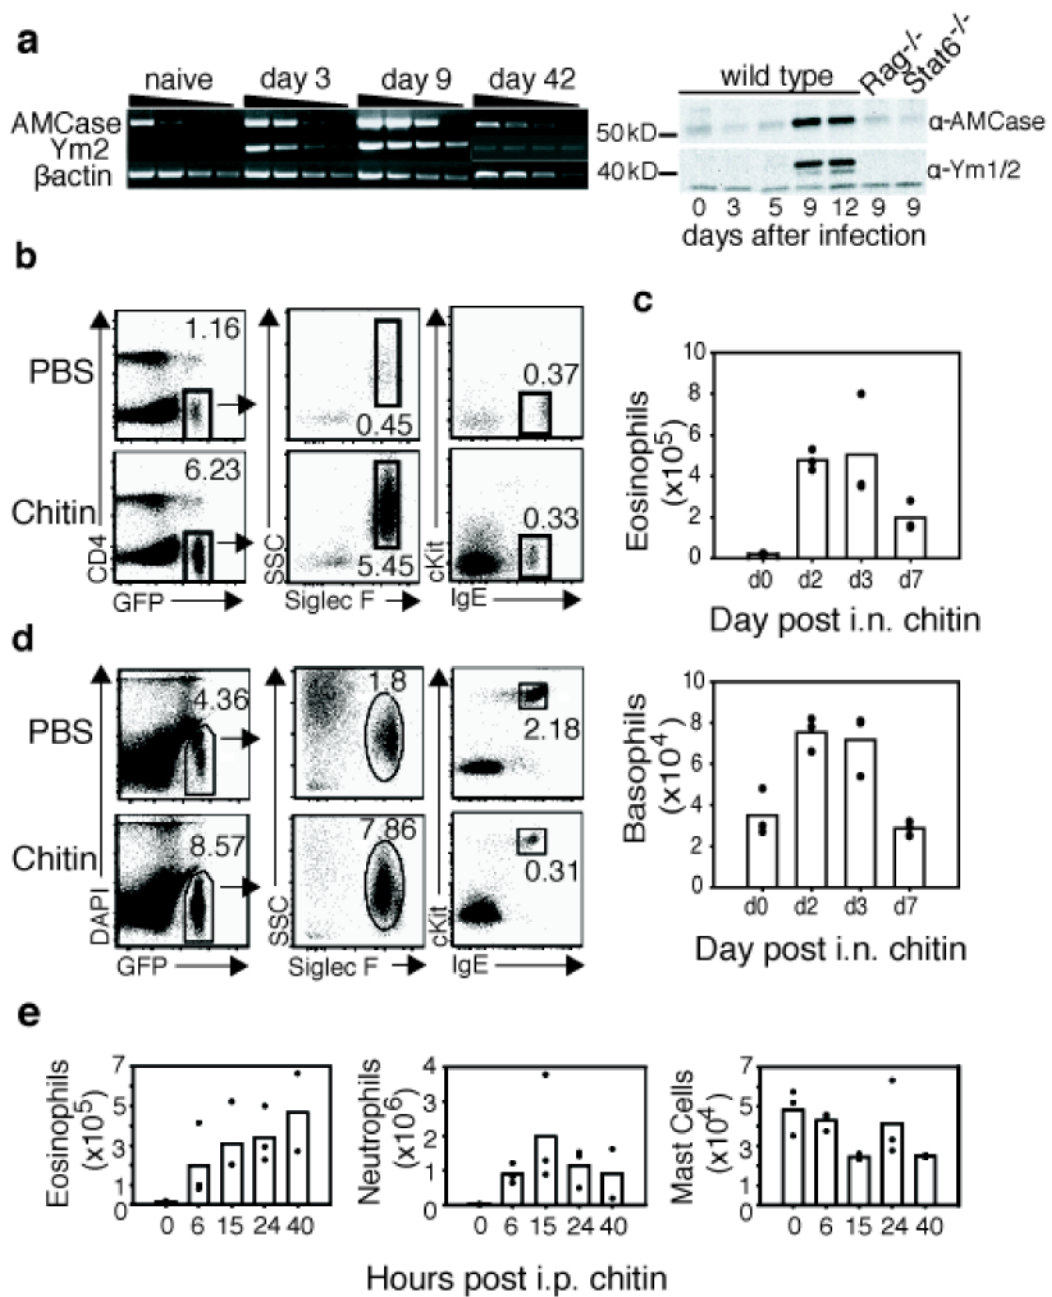 a
naive day 3 day 9 day 42
AMCase
Ym2
βactin
wild type Rag-/- Stat6-/-
50kD
α-AMCase
40kD
α-Ym1/2
0 3 5 9 12 9 9
days after infection
b
PBS
1.16
0.45
0.37
Chitin
6.23
5.45
0.33
CD4
SSC
cKit
GFP
Siglec F
IgE
c
Eosinophils
(x10⁵)
10
8
6
4
2
0
d0 d2 d3 d7
Day post i.n. chitin
Basophils
(x10⁴)
10
8
6
4
2
0
d0 d2 d3 d7
Day post i.n. chitin
d
PBS
4.36
1.8
2.18
Chitin
8.57
7.86
0.31
DAPI
SSC
cKit
GFP
Siglec F
IgE
e
Eosinophils
(x10⁵)
7
5
3
1
0
0 6 15 24 40
Neutrophils
(x10⁶)
4
3
2
1
0
0 6 15 24 40
Mast Cells
(x10⁴)
7
5
3
1
0
0 6 15 24 40
Hours post i.p. chitin